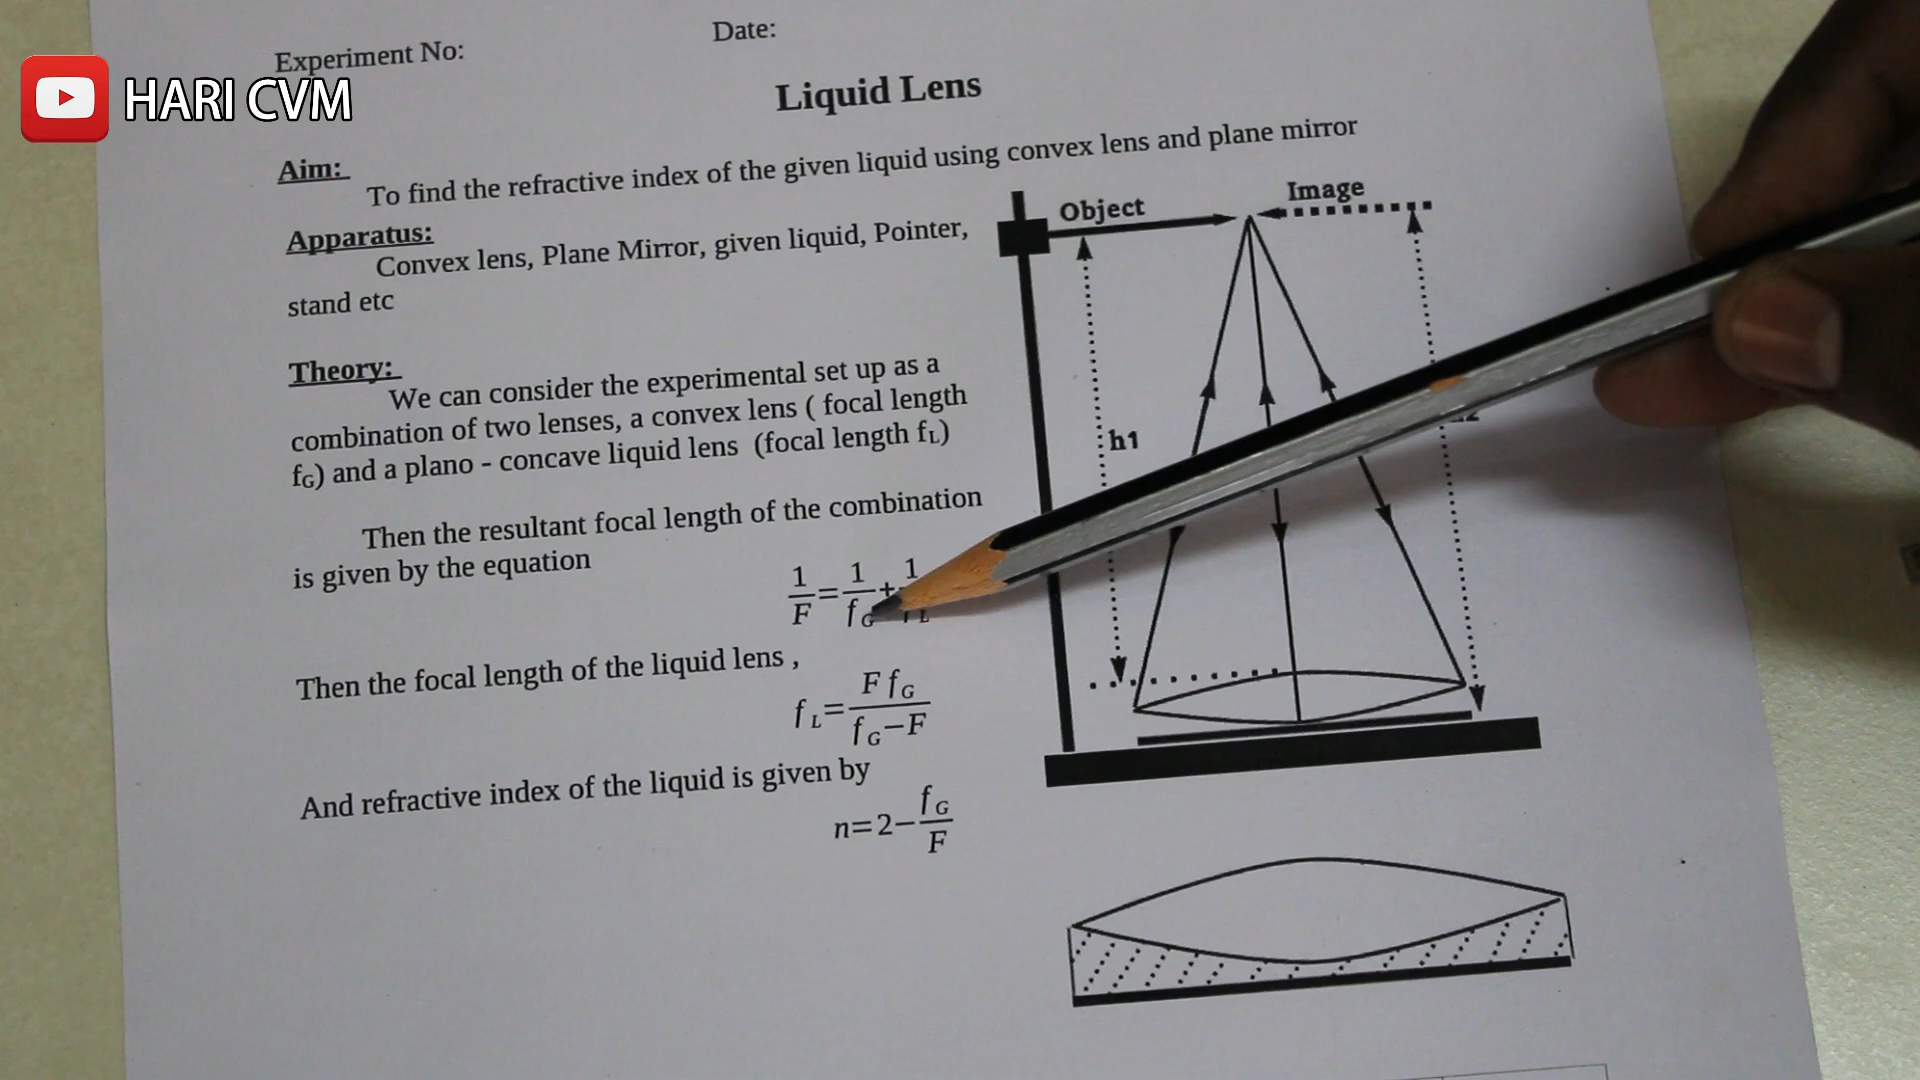 HARI CVM
Experiment No:
Date:
Liquid Lens
Aim:
To find the refractive index of the given liquid using convex lens and plane mirror
Apparatus:
Convex lens, Plane Mirror, given liquid, Pointer,
stand etc
Theory:
We can consider the experimental set up as a
combination of two lenses, a convex lens ( focal length
fG) and a plano - concave liquid lens (focal length fL)
Then the resultant focal length of the combination
is given by the equation
1/F = 1/fG + 1/fL
Then the focal length of the liquid lens ,
fL = F fG / fG − F
And refractive index of the liquid is given by
n = 2 − fG/F
Object
Image
h1